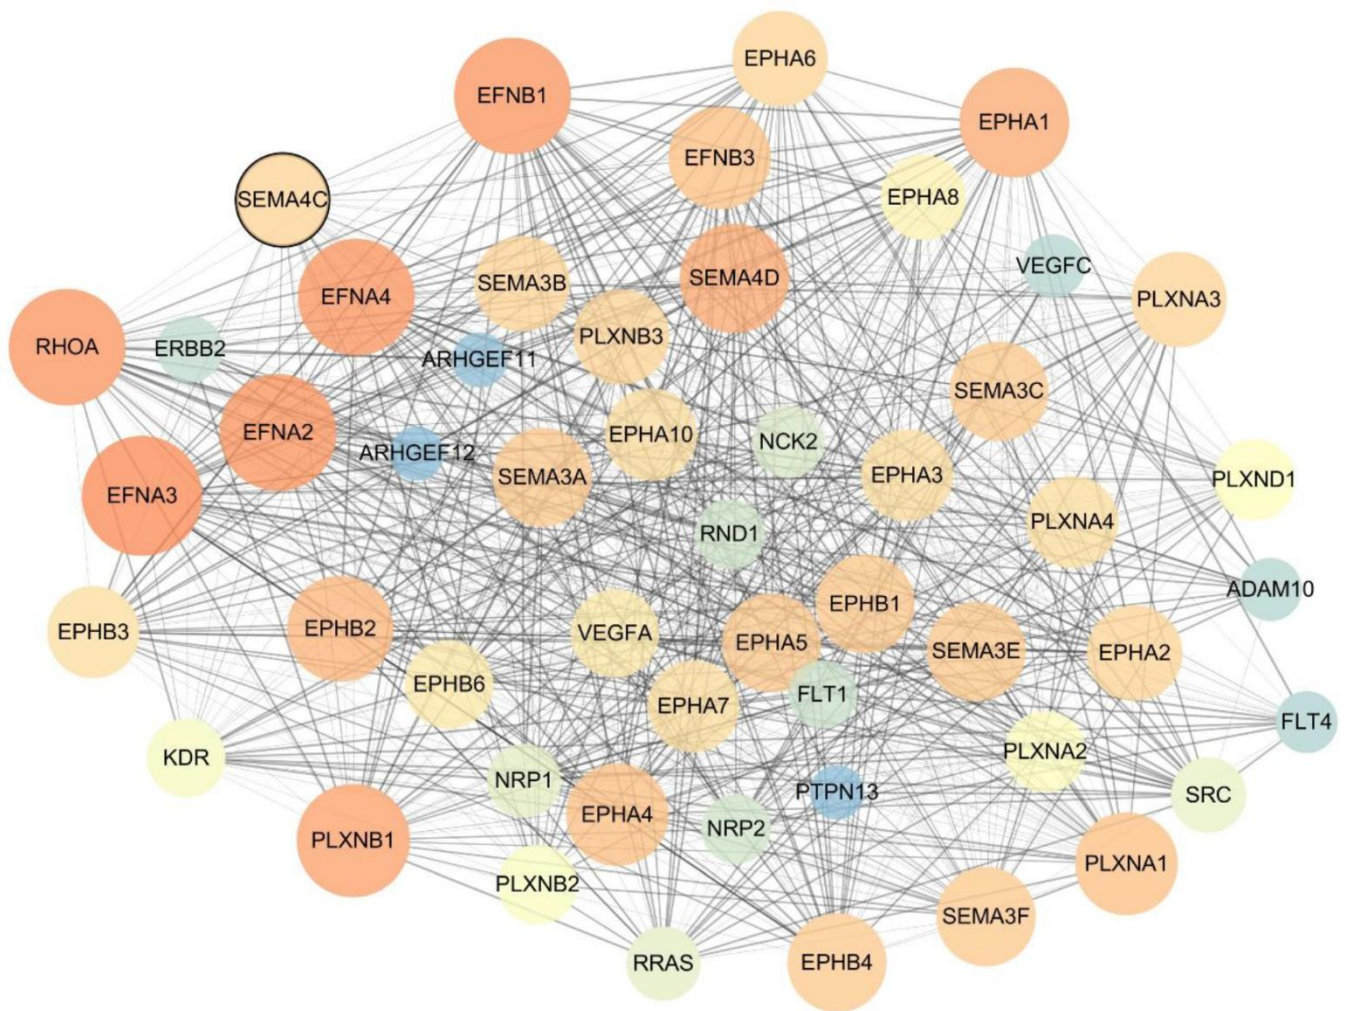 EPHA6
EFNB1
EPHA1
EFNB3
EPHA8
SEMA4C
VEGFC
SEMA4D
SEMA3B
EFNA4
PLXNA3
PLXNB3
RHOA
ERBB2
ARHGEF11
SEMA3C
EFNA2
EPHA10
NCK2
ARHGEF12
SEMA3A
EPHA3
PLXND1
EFNA3
PLXNA4
RND1
ADAM10
EPHB1
EPHB3
EPHB2
VEGFA
EPHA5
SEMA3E
EPHA2
EPHB6
FLT1
EPHA7
FLT4
KDR
PLXNA2
NRP1
PTPN13
SRC
EPHA4
NRP2
PLXNB1
PLXNA1
PLXNB2
SEMA3F
RRAS
EPHB4